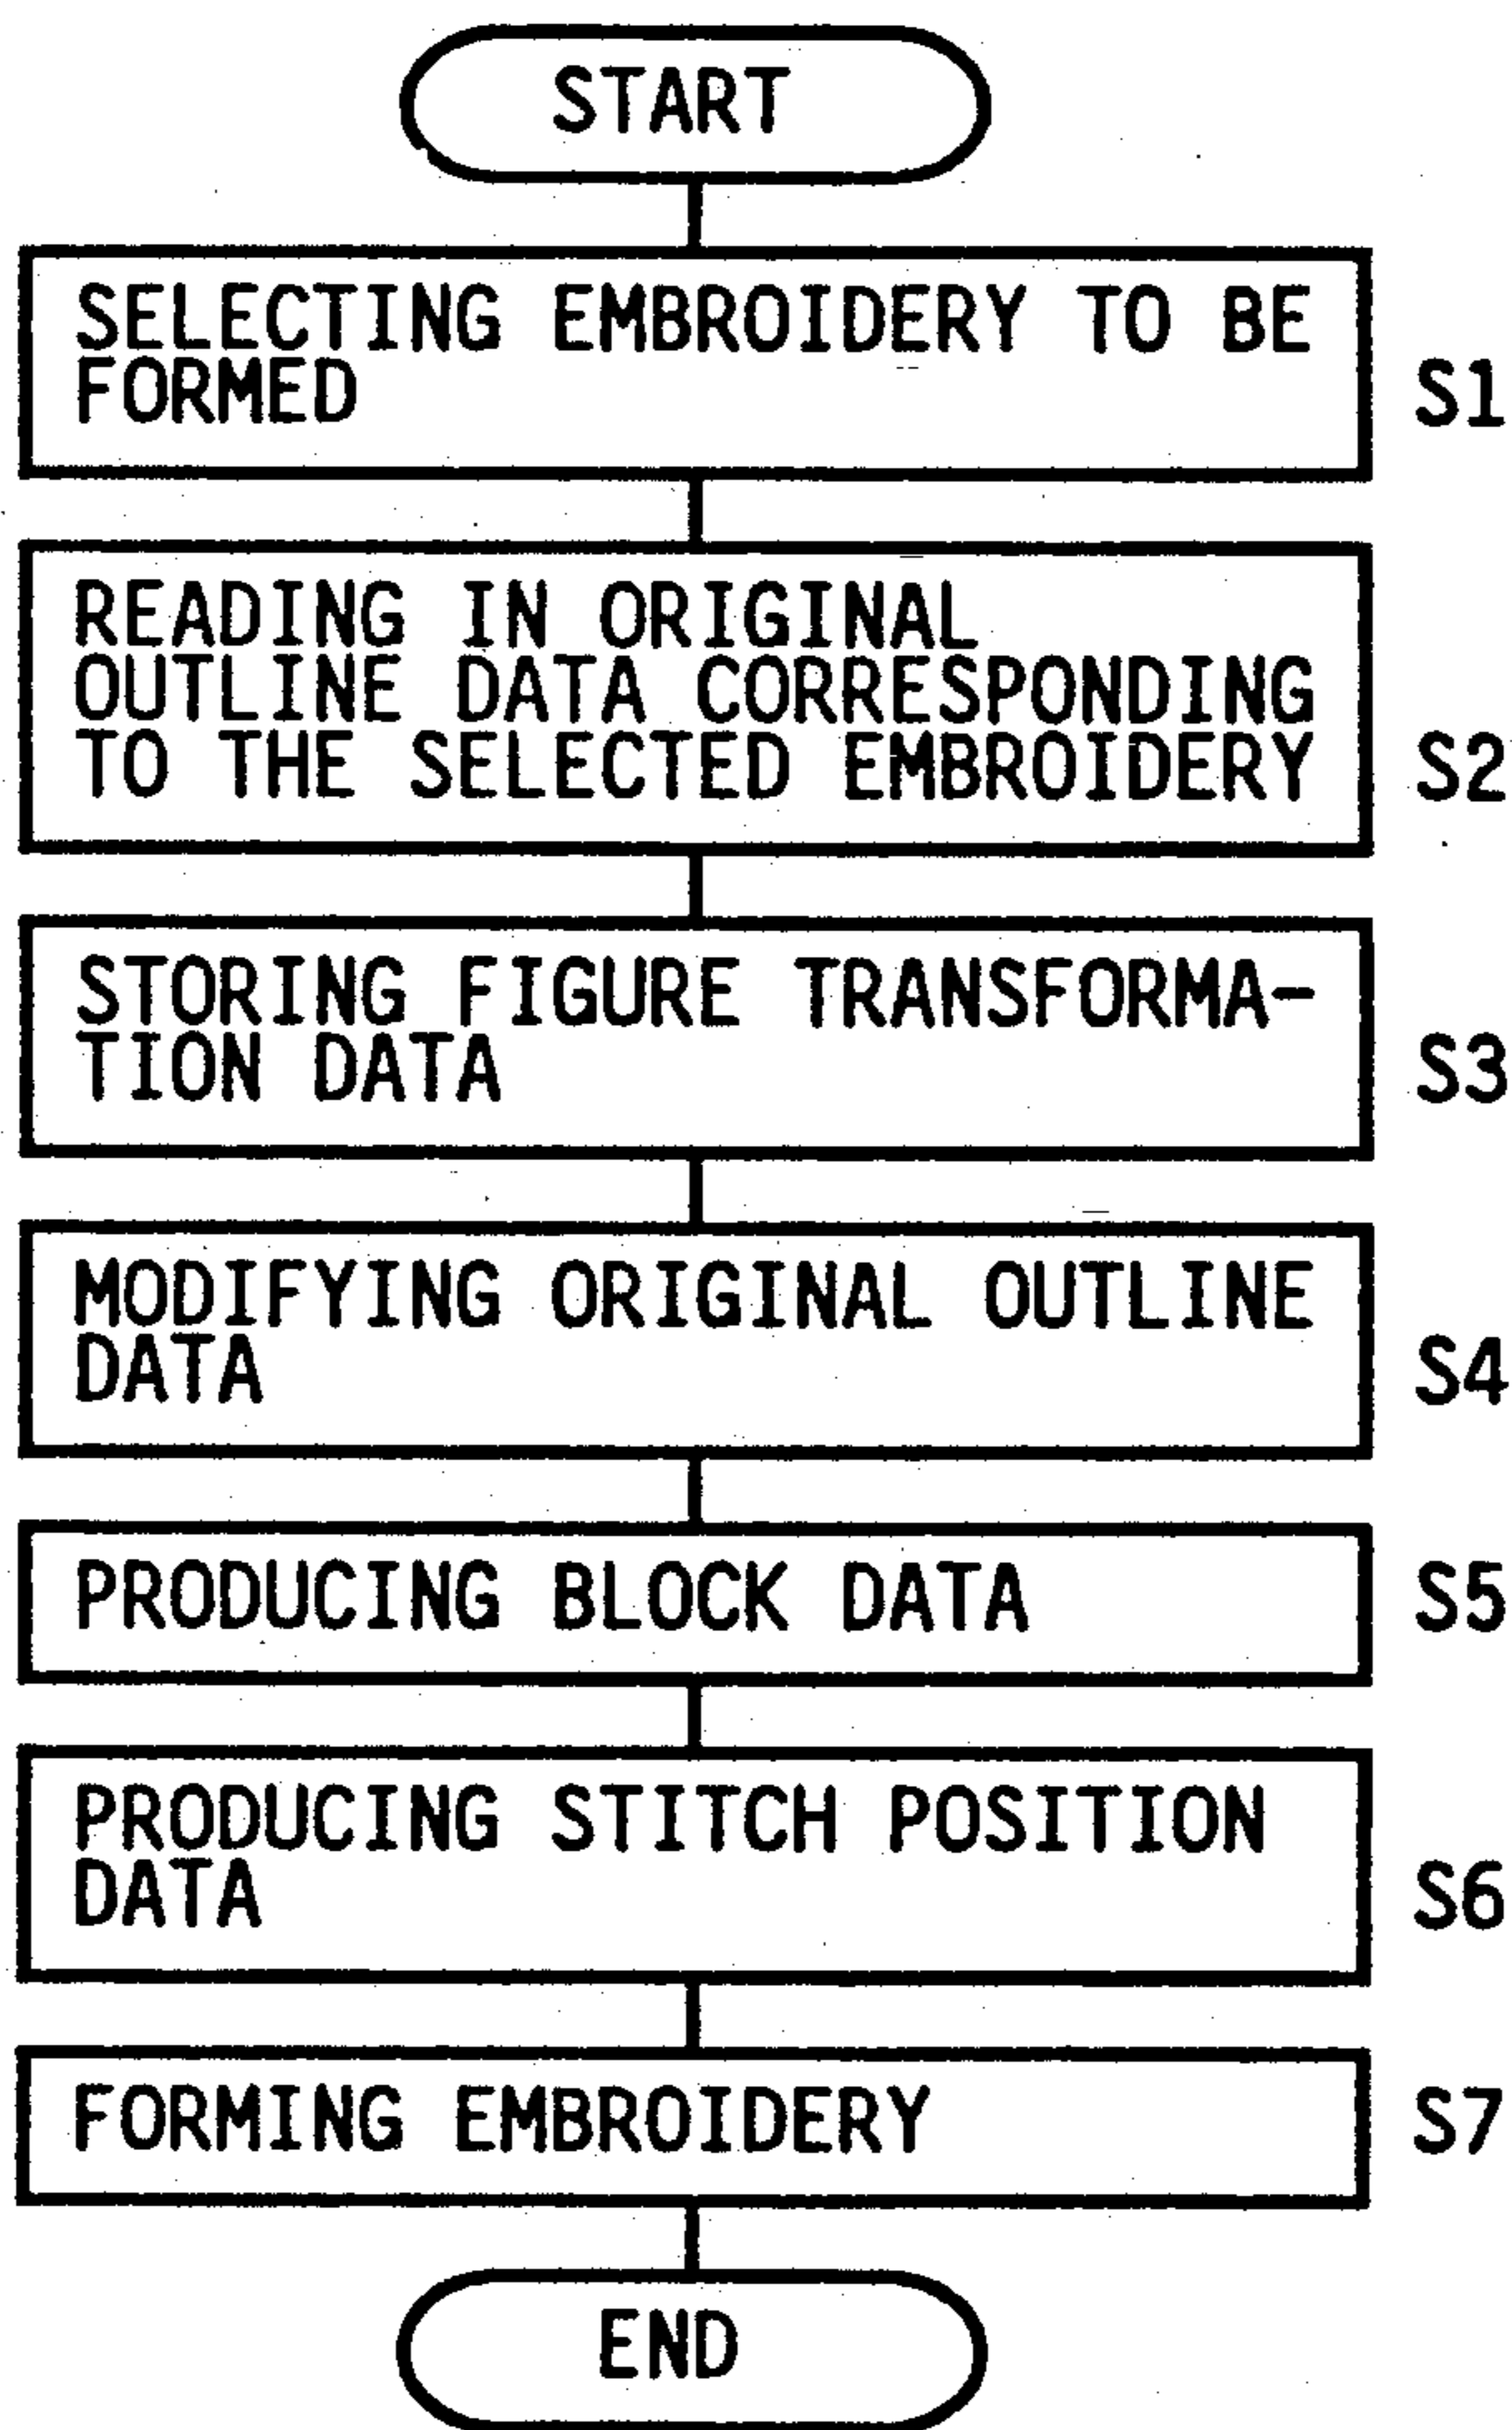 START
SELECTING EMBROIDERY TO BE
FORMED
S1
READING IN ORIGINAL
OUTLINE DATA CORRESPONDING
TO THE SELECTED EMBROIDERY
S2
STORING FIGURE TRANSFORMA-
TION DATA
S3
MODIFYING ORIGINAL OUTLINE
DATA
S4
PRODUCING BLOCK DATA
S5
PRODUCING STITCH POSITION
DATA
S6
FORMING EMBROIDERY
S7
END